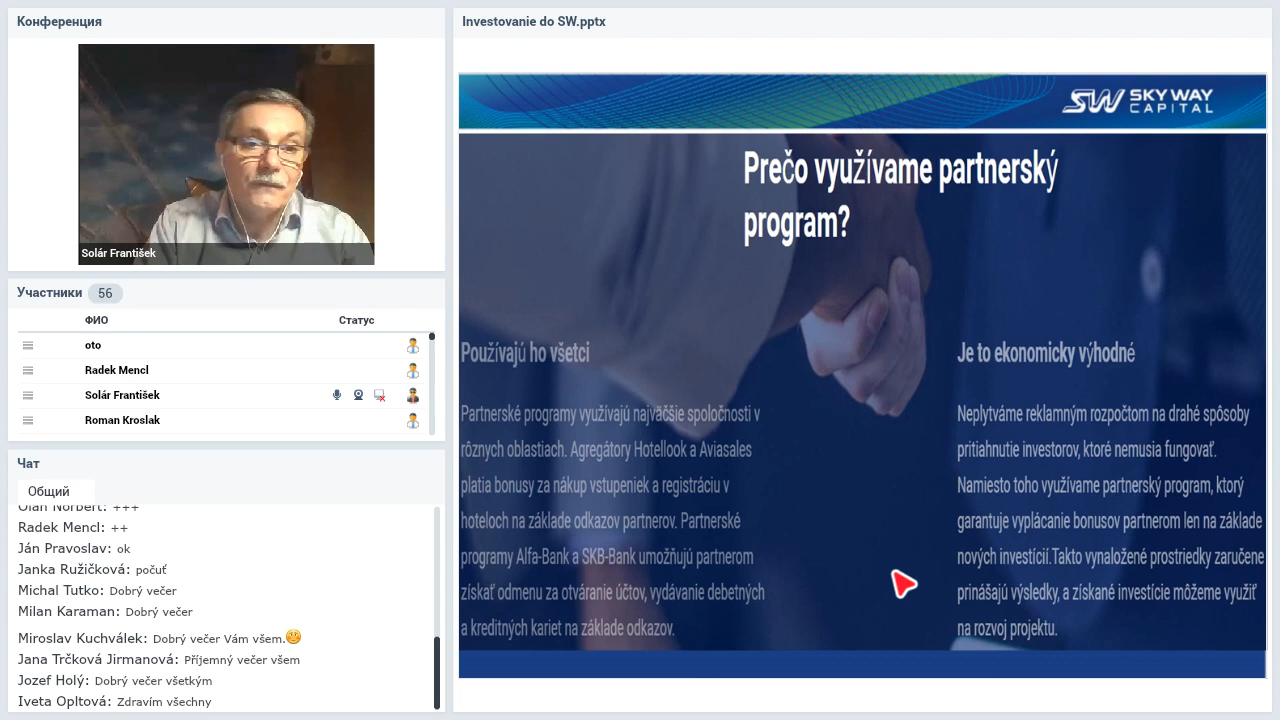 Конференция
Solár František
Участники 56
ФИО Статус
oto
Radek Mencl
Solár František
Roman Kroslak
Чат
Общий
Olah Norbert: +++
Radek Mencl: ++
Ján Pravoslav: ok
Janka Ružičková: počuť
Michal Tutko: Dobrý večer
Milan Karaman: Dobrý večer
Miroslav Kuchválek: Dobrý večer Vám všem.
Jana Trčková Jirmanová: Příjemný večer všem
Jozef Holý: Dobrý večer všetkým
Iveta Opltová: Zdravím všechny
Investovanie do SW.pptx
SW SKY WAY
CAPITAL
Prečo využívame partnerský
program?
Používajú ho všetci
Partnerské programy využívajú najväčšie spoločnosti v
rôznych oblastiach. Agregátory Hotellook a Aviasales
platia bonusy za nákup vstupeniek a registráciu v
hoteloch na základe odkazov partnerov. Partnerské
programy Alfa-Bank a SKB-Bank umožňujú partnerom
získať odmenu za otváranie účtov, vydávanie debetných
a kreditných kariet na základe odkazov.
Je to ekonomicky výhodné
Neplytváme reklamným rozpočtom na drahé spôsoby
pritiahnutie investorov, ktoré nemusia fungovať.
Namiesto toho využívame partnerský program, ktorý
garantuje vyplácanie bonusov partnerom len na základe
nových investícií.Takto vynaložené prostriedky zaručene
prinášajú výsledky, a získané investície môžeme využiť
na rozvoj projektu.